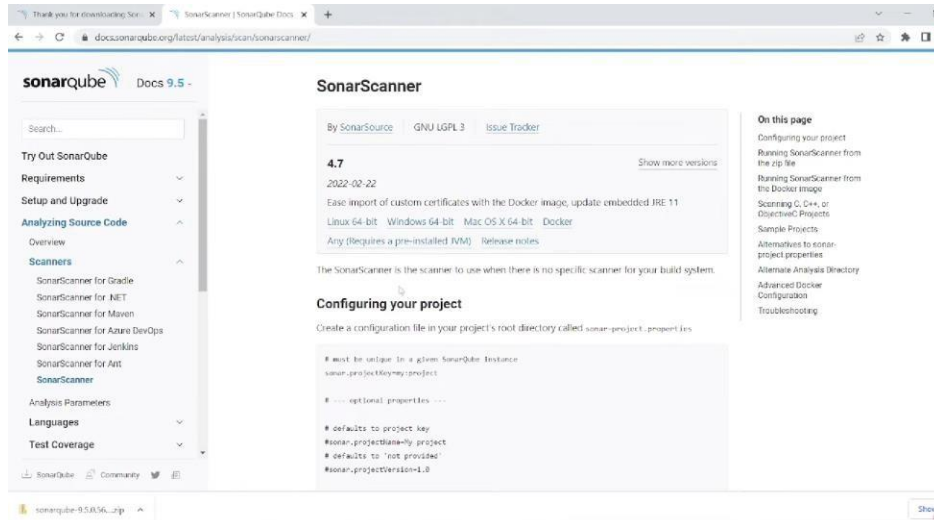 Thank you for downloading Son
SonarScanner | SonarQube Docs
docs.sonarqube.org/latest/analysis/scan/sonarscanner/
sonarqube
Docs 9.5
Search...
Try Out SonarQube
Requirements
Setup and Upgrade
Analyzing Source Code
Overview
Scanners
SonarScanner for Gradle
SonarScanner for .NET
SonarScanner for Maven
SonarScanner for Azure DevOps
SonarScanner for Jenkins
SonarScanner for Ant
SonarScanner
Analysis Parameters
Languages
Test Coverage
SonarQube Community
SonarScanner
By SonarSource GNU LGPL 3 Issue Tracker
4.7 Show more versions
2022-02-22
Ease import of custom certificates with the Docker image, update embedded JRE 11
Linux 64-bit Windows 64-bit Mac OS X 64-bit Docker
Any (Requires a pre-installed JVM) Release notes
The SonarScanner is the scanner to use when there is no specific scanner for your build system.
Configuring your project
Create a configuration file in your project's root directory called sonar-project.properties
# must be unique in a given SonarQube instance
sonar.projectKey=my:project
# --- optional properties ---
# defaults to project key
#sonar.projectName=My project
# defaults to 'not provided'
#sonar.projectVersion=1.0
On this page
Configuring your project
Running SonarScanner from
the zip file
Running SonarScanner from
the Docker image
Scanning C, C++, or
ObjectiveC Projects
Sample Projects
Alternatives to sonar-
project.properties
Alternate Analysis Directory
Advanced Docker
Configuration
Troubleshooting
sonarqube-9.5.0.56....zip
Show